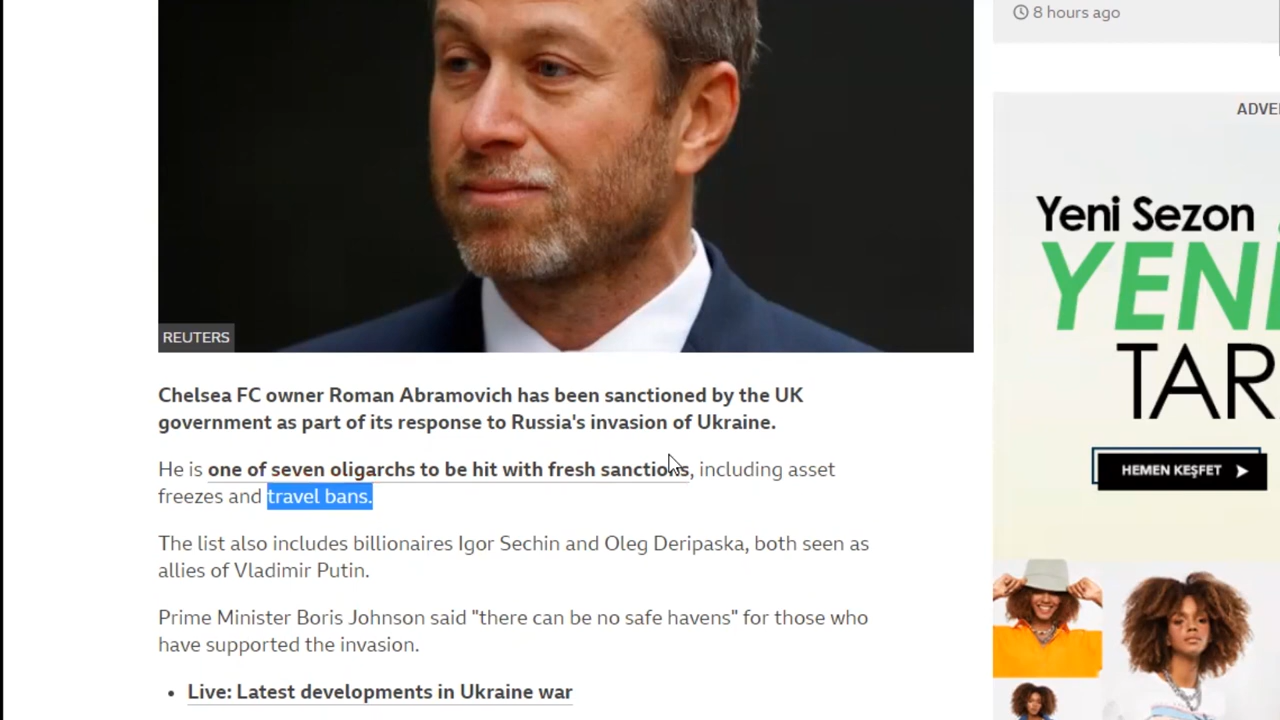 8 hours ago
REUTERS
Chelsea FC owner Roman Abramovich has been sanctioned by the UK
government as part of its response to Russia's invasion of Ukraine.
He is one of seven oligarchs to be hit with fresh sanctions, including asset
freezes and travel bans.
The list also includes billionaires Igor Sechin and Oleg Deripaska, both seen as
allies of Vladimir Putin.
Prime Minister Boris Johnson said "there can be no safe havens" for those who
have supported the invasion.
• Live: Latest developments in Ukraine war
ADVE
Yeni Sezon
YENİ
TAR
HEMEN KEŞFET